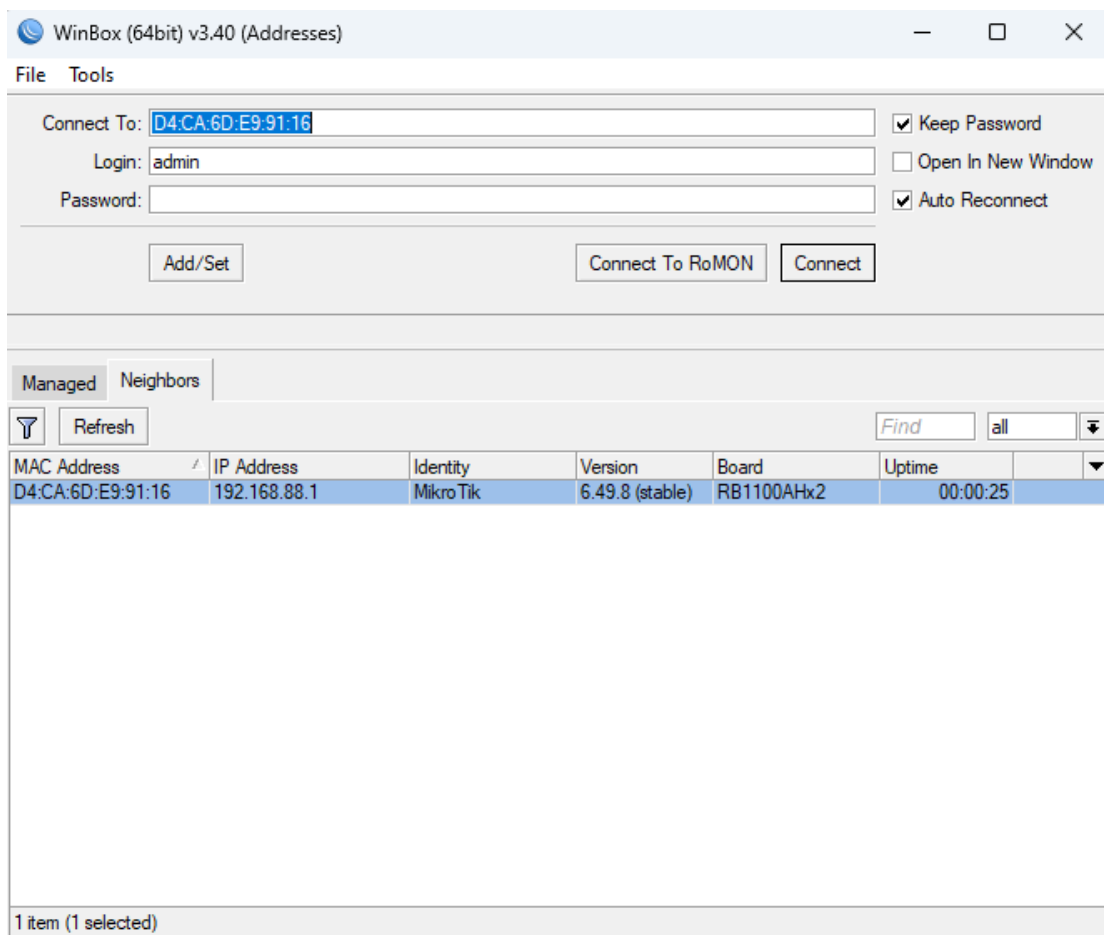 WinBox (64bit) v3.40 (Addresses)
File Tools
Connect To: D4:CA:6D:E9:91:16 Keep Password
Login: admin Open In New Window
Password: Auto Reconnect
Add/Set Connect To RoMON Connect
Managed Neighbors
Refresh Find all
MAC Address IP Address Identity Version Board Uptime
D4:CA:6D:E9:91:16 192.168.88.1 MikroTik 6.49.8 (stable) RB1100AHx2 00:00:25
1 item (1 selected)